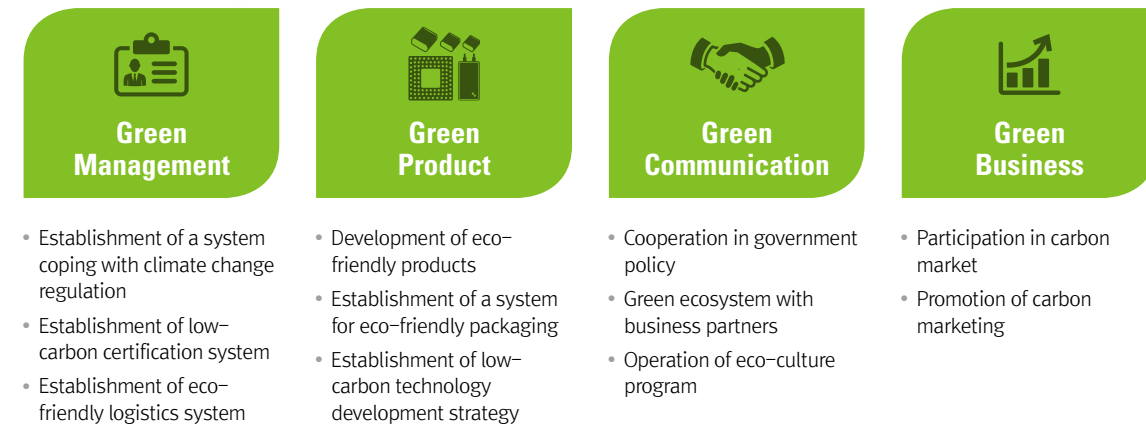 Green
Management
• Establishment of a system
coping with climate change
regulation
• Establishment of low-
carbon certification system
• Establishment of eco-
friendly logistics system
Green
Product
• Development of eco-
friendly products
• Establishment of a system
for eco-friendly packaging
• Establishment of low-
carbon technology
development strategy
Green
Communication
• Cooperation in government
policy
• Green ecosystem with
business partners
• Operation of eco-culture
program
Green
Business
• Participation in carbon
market
• Promotion of carbon
marketing